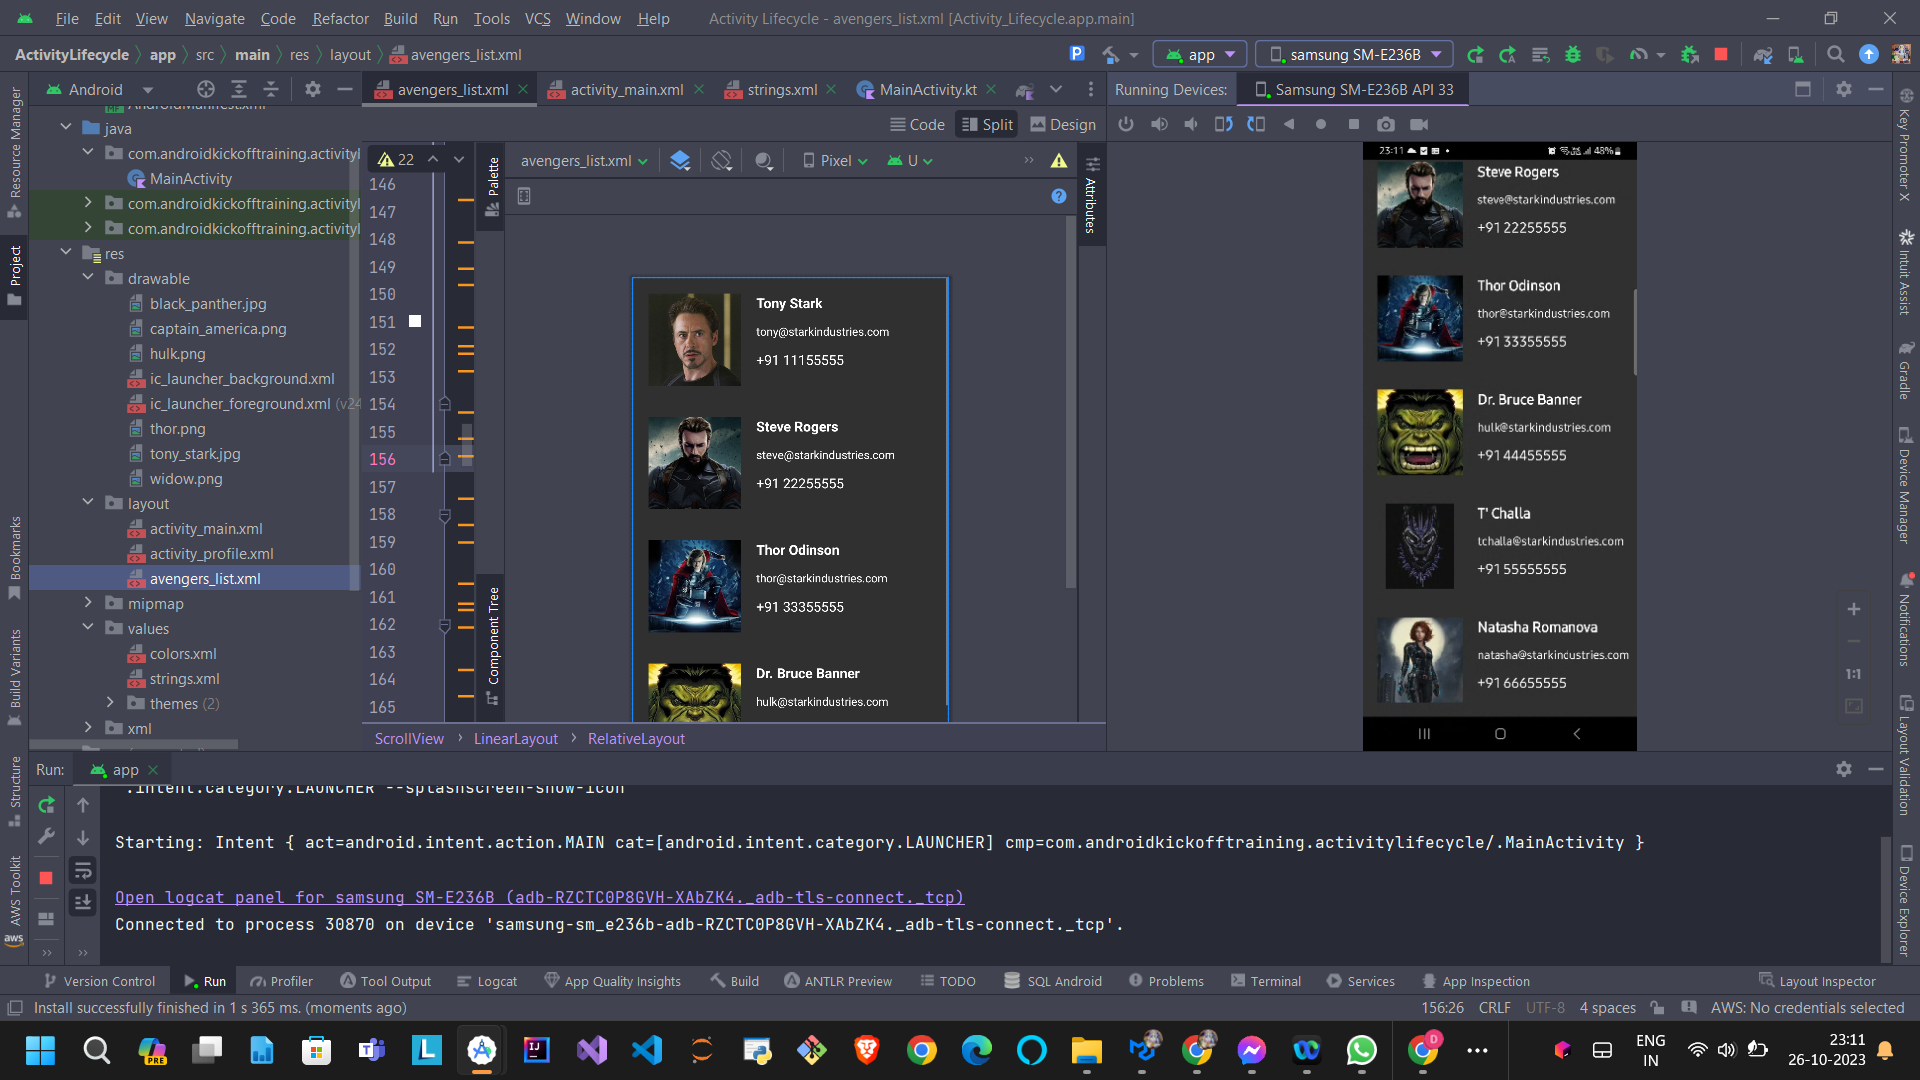 File Edit View Navigate Code Refactor Build Run Tools VCS Window Help Activity Lifecycle - avengers_list.xml [Activity_Lifecycle.app.main]
ActivityLifecycle app src main res layout avengers_list.xml
app
samsung SM-E236B
Resource Manager
Project
Bookmarks
Build Variants
Structure
AWS Toolkit
aws
Android
AndroidManifest.xml
java
com.androidkickofftraining.activityl
MainActivity
com.androidkickofftraining.activityl
com.androidkickofftraining.activityl
res
drawable
black_panther.jpg
captain_america.png
hulk.png
ic_launcher_background.xml
ic_launcher_foreground.xml (v24
thor.png
tony_stark.jpg
widow.png
layout
activity_main.xml
activity_profile.xml
avengers_list.xml
mipmap
values
colors.xml
strings.xml
themes (2)
xml
avengers_list.xml activity_main.xml strings.xml MainActivity.kt
Code Split Design
22
146
147
148
149
150
151
152
153
154
155
156
157
158
159
160
161
162
163
164
165
Palette
Component Tree
avengers_list.xml Pixel U
Attributes
Tony Stark
tony@starkindustries.com
+91 11155555
Steve Rogers
steve@starkindustries.com
+91 22255555
Thor Odinson
thor@starkindustries.com
+91 33355555
Dr. Bruce Banner
hulk@starkindustries.com
ScrollView LinearLayout RelativeLayout
Running Devices: Samsung SM-E236B API 33
23:11 48%
Steve Rogers
steve@starkindustries.com
+91 22255555
Thor Odinson
thor@starkindustries.com
+91 33355555
Dr. Bruce Banner
hulk@starkindustries.com
+91 44455555
T' Challa
tchalla@starkindustries.com
+91 55555555
Natasha Romanova
natasha@starkindustries.com
+91 66655555
1:1
Key Promoter X
Intuit Assist
Gradle
Device Manager
Notifications
Layout Validation
Device Explorer
Run: app
.intent.category.LAUNCHER --splashscreen-show-icon
Starting: Intent { act=android.intent.action.MAIN cat=[android.intent.category.LAUNCHER] cmp=com.androidkickofftraining.activitylifecycle/.MainActivity }
Open logcat panel for samsung SM-E236B (adb-RZCTC0P8GVH-XAbZK4._adb-tls-connect._tcp)
Connected to process 30870 on device 'samsung-sm_e236b-adb-RZCTC0P8GVH-XAbZK4._adb-tls-connect._tcp'.
Version Control Run Profiler Tool Output Logcat App Quality Insights Build ANTLR Preview TODO SQL Android Problems Terminal Services App Inspection Layout Inspector
Install successfully finished in 1 s 365 ms. (moments ago) 156:26 CRLF UTF-8 4 spaces AWS: No credentials selected
PRE
ENG
IN
23:11
26-10-2023